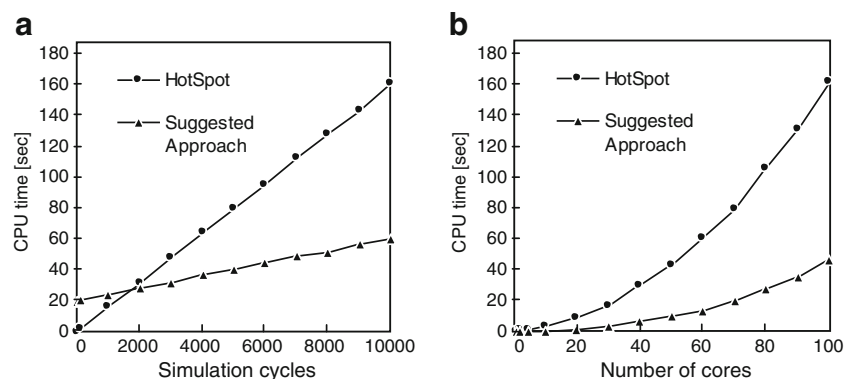 a
180
160
140
120
100
80
60
40
20
0
CPU time [sec]
HotSpot
Suggested
Approach
0 2000 4000 6000 8000 10000
Simulation cycles
b
180
160
140
120
100
80
60
40
20
0
CPU time [sec]
HotSpot
Suggested
Approach
0 20 40 60 80 100
Number of cores